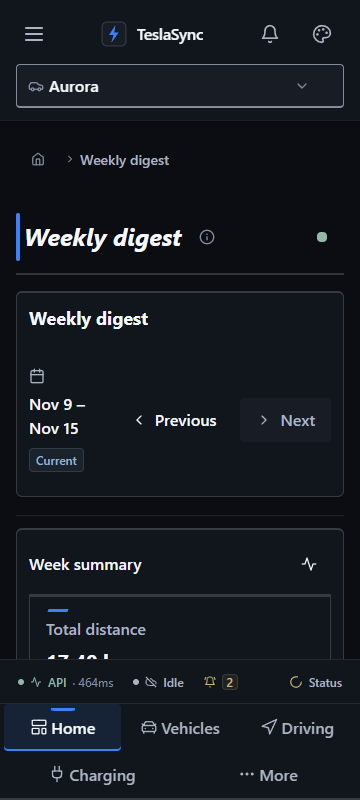 TeslaSync
Aurora
Weekly digest
Weekly digest
Weekly digest
Nov 9 –
Nov 15
Previous
Next
Current
Week summary
Total distance
API · 464ms
Idle
2
Status
Home
Vehicles
Driving
Charging
More